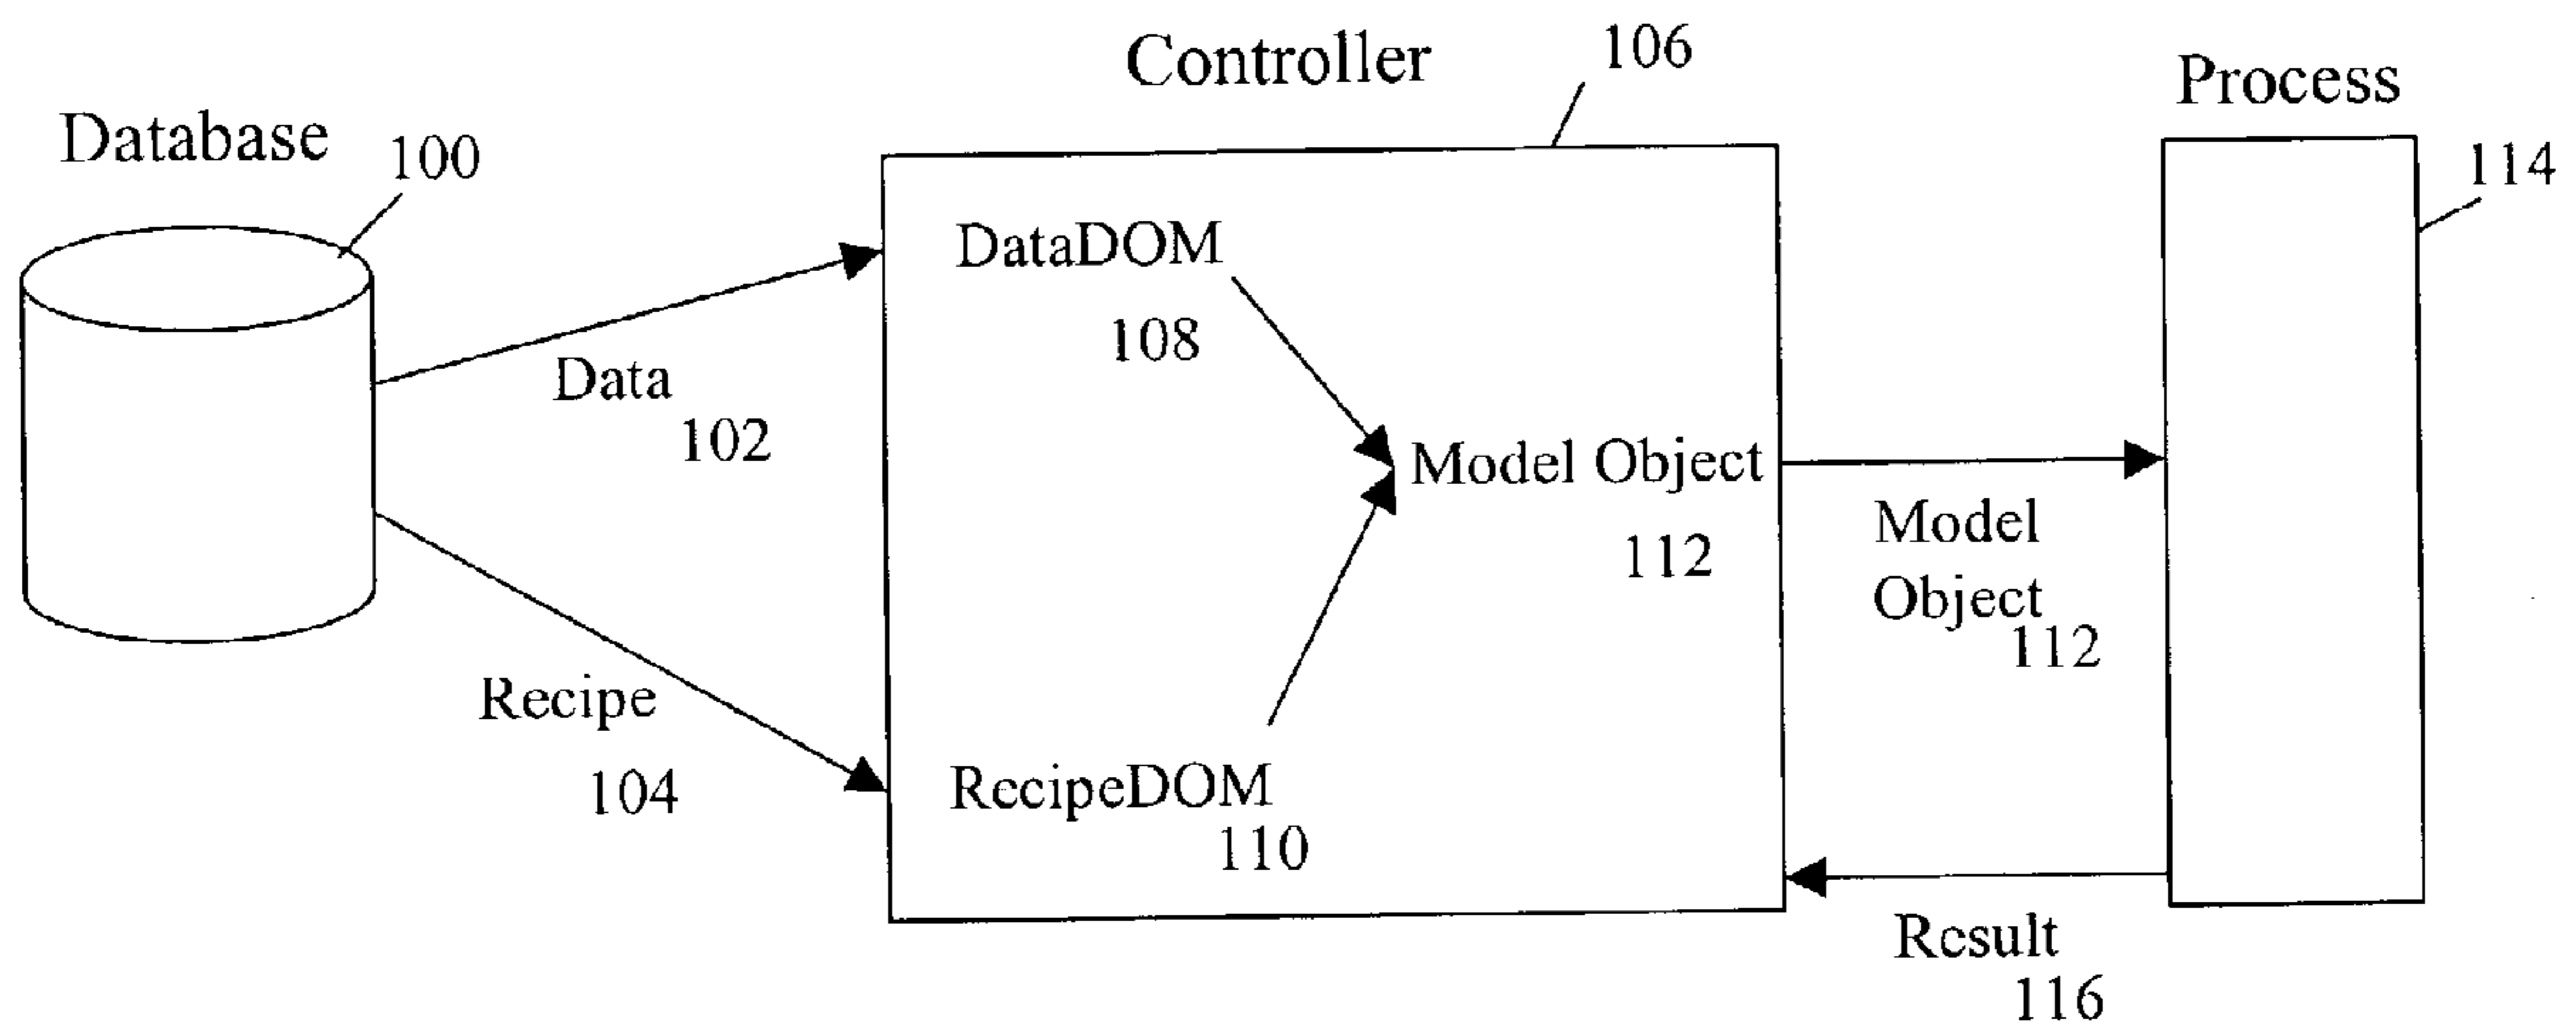 Database
100
Controller
106
Process
114
DataDOM
108
Data
102
Model Object
112
Model
Object
112
Recipe
104
RecipeDOM
110
Result
116